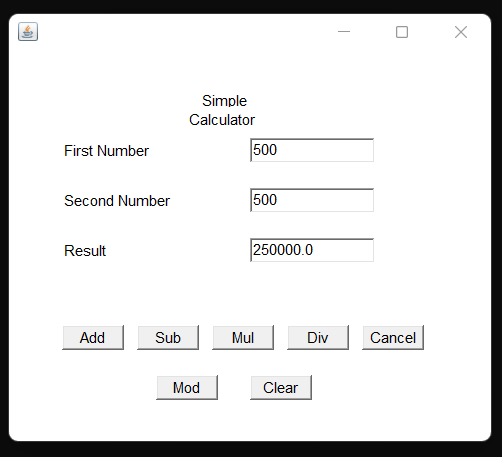 Simple
Calculator
First Number 500
Second Number 500
Result 250000.0
Add Sub Mul Div Cancel
Mod Clear